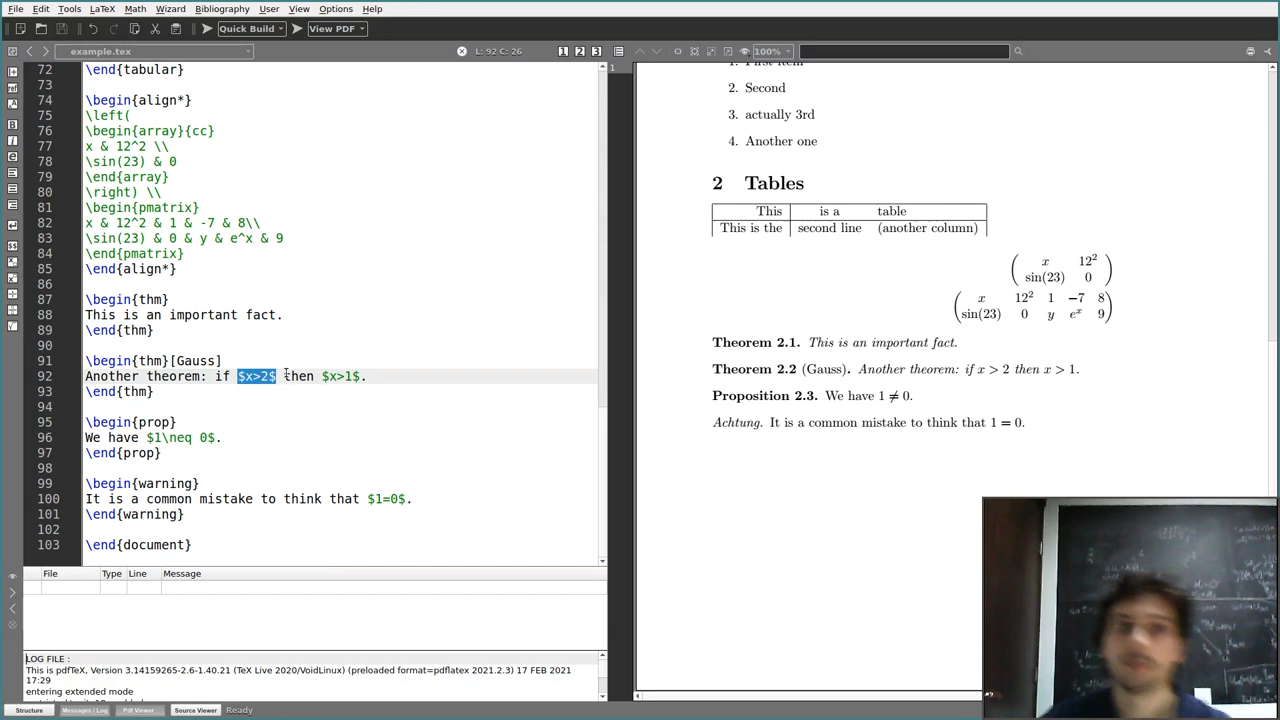 File Edit Tools LaTeX Math Wizard Bibliography User View Options Help
Quick Build View PDF
example.tex
L: 92 C: 26
1 2 3
100%
1
72 \end{tabular}
73
74 \begin{align*}
75 \left(
76 \begin{array}{cc}
77 x & 12^2 \\
78 \sin(23) & 0
79 \end{array}
80 \right) \\
81 \begin{pmatrix}
82 x & 12^2 & 1 & -7 & 8\\
83 \sin(23) & 0 & y & e^x & 9
84 \end{pmatrix}
85 \end{align*}
86
87 \begin{thm}
88 This is an important fact.
89 \end{thm}
90
91 \begin{thm}[Gauss]
92 Another theorem: if $x>2$ then $x>1$.
93 \end{thm}
94
95 \begin{prop}
96 We have $1\neq 0$.
97 \end{prop}
98
99 \begin{warning}
100 It is a common mistake to think that $1=0$.
101 \end{warning}
102
103 \end{document}
File Type Line Message
LOG FILE :
This is pdfTeX, Version 3.14159265-2.6-1.40.21 (TeX Live 2020/VoidLinux) (preloaded format=pdflatex 2021.2.3) 17 FEB 2021
17:29
entering extended mode
Structure Messages / Log Pdf Viewer Source Viewer Ready
1. First item
2. Second
3. actually 3rd
4. Another one
2 Tables
This is a table
This is the second line (another column)
( x 12² )
( sin(23) 0 )
( x 12² 1 −7 8 )
( sin(23) 0 y eˣ 9 )
Theorem 2.1. This is an important fact.
Theorem 2.2 (Gauss). Another theorem: if x > 2 then x > 1.
Proposition 2.3. We have 1 ≠ 0.
Achtung. It is a common mistake to think that 1 = 0.